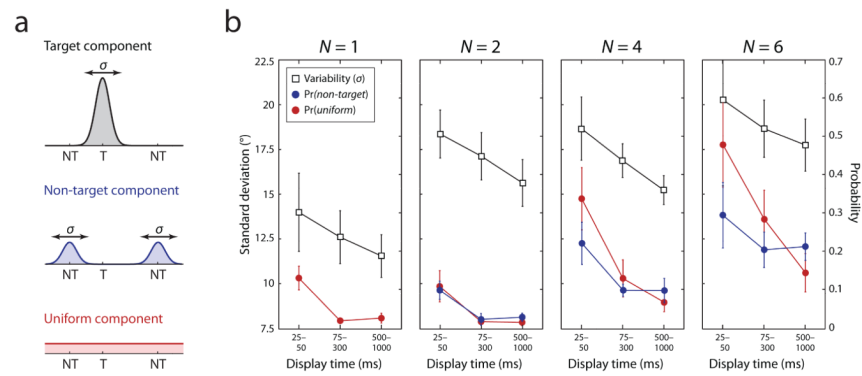 a
Target component
σ
NT T NT
Non-target component
σ σ
NT T NT
Uniform component
NT T NT
b
N = 1
N = 2
N = 4
N = 6
Standard deviation (°)
22.5
20
17.5
15
12.5
10
7.5
Variability (σ)
Pr(non-target)
Pr(uniform)
25–
50
75–
300
500–
1000
Display time (ms)
25–
50
75–
300
500–
1000
Display time (ms)
25–
50
75–
300
500–
1000
Display time (ms)
25–
50
75–
300
500–
1000
Display time (ms)
0.7
0.6
0.5
0.4
0.3
0.2
0.1
0
Probability